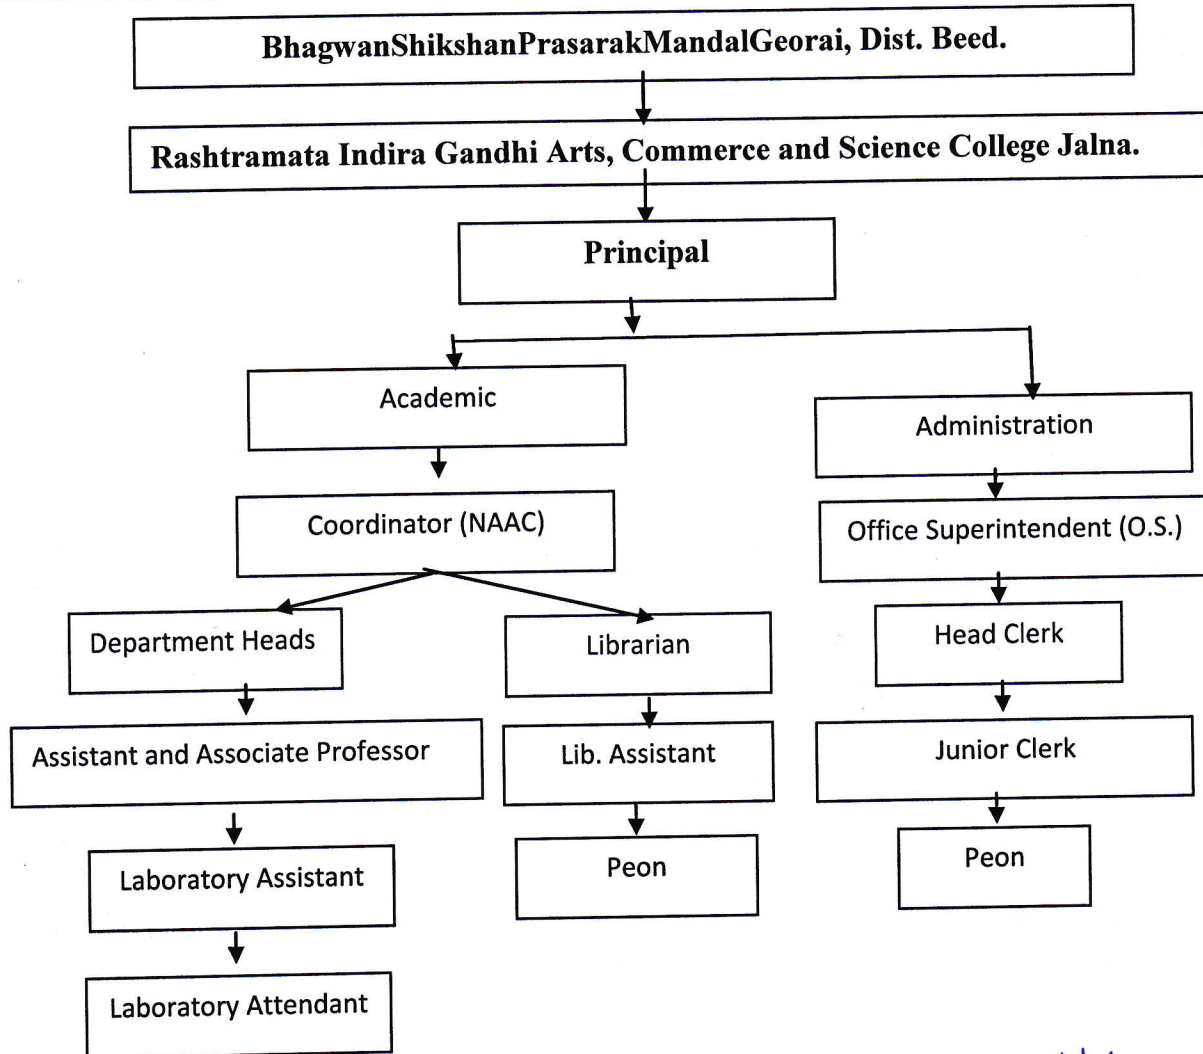 BhagwanShikshanPrasarakMandalGeorai, Dist. Beed.
Rashtramata Indira Gandhi Arts, Commerce and Science College Jalna.
Principal
Academic
Administration
Coordinator (NAAC)
Office Superintendent (O.S.)
Department Heads
Librarian
Head Clerk
Assistant and Associate Professor
Lib. Assistant
Junior Clerk
Laboratory Assistant
Peon
Peon
Laboratory Attendant